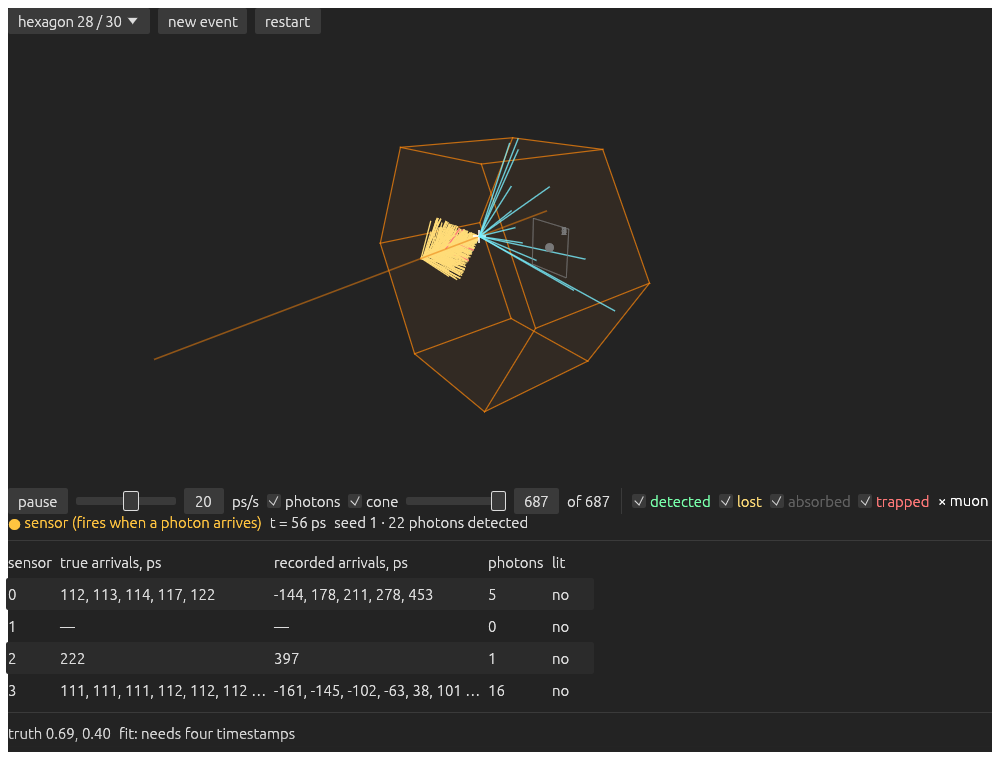 hexagon 28 / 30 new event restart
pause 20 ps/s photons cone 687 of 687 detected lost absorbed trapped × muon
sensor (fires when a photon arrives) t = 56 ps seed 1 · 22 photons detected
sensor true arrivals, ps recorded arrivals, ps photons lit
0 112, 113, 114, 117, 122 -144, 178, 211, 278, 453 5 no
1 — — 0 no
2 222 397 1 no
3 111, 111, 111, 112, 112, 112 … -161, -145, -102, -63, 38, 101 … 16 no
truth 0.69, 0.40 fit: needs four timestamps